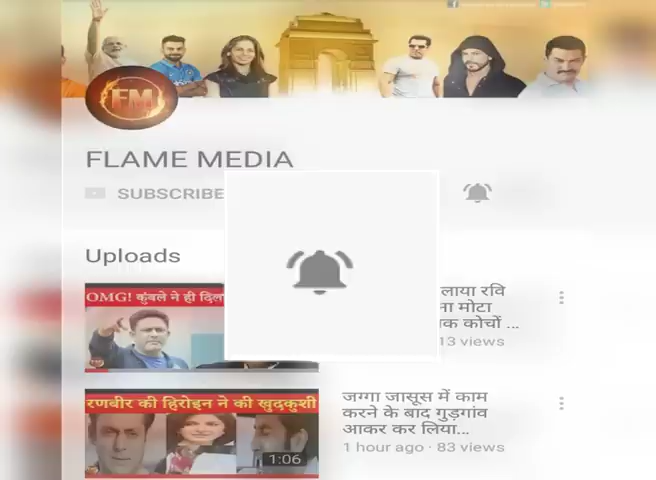 FM
FLAME MEDIA
SUBSCRIBE
Uploads
OMG! कुंबले ने ही दिल
लाया रवि
ना मोटा
क कोचों ...
13 views
रणबीर की हिरोइन ने की खुदकुशी
1:06
जग्गा जासूस में काम
करने के बाद गुड़गांव
आकर कर लिया...
1 hour ago · 83 views